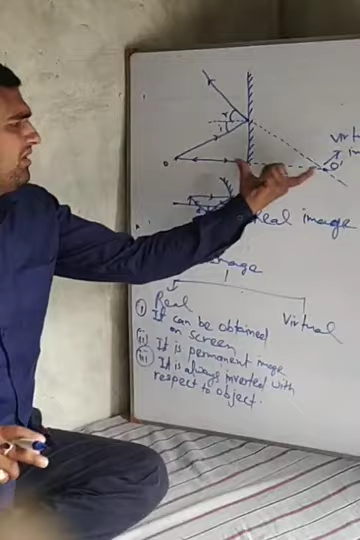 r
i
O
O'
Real image
Image
Real
Virtual
(i) It can be obtained
on screen
(ii) It is permanent image
(iii) It is always inverted with
respect to object.